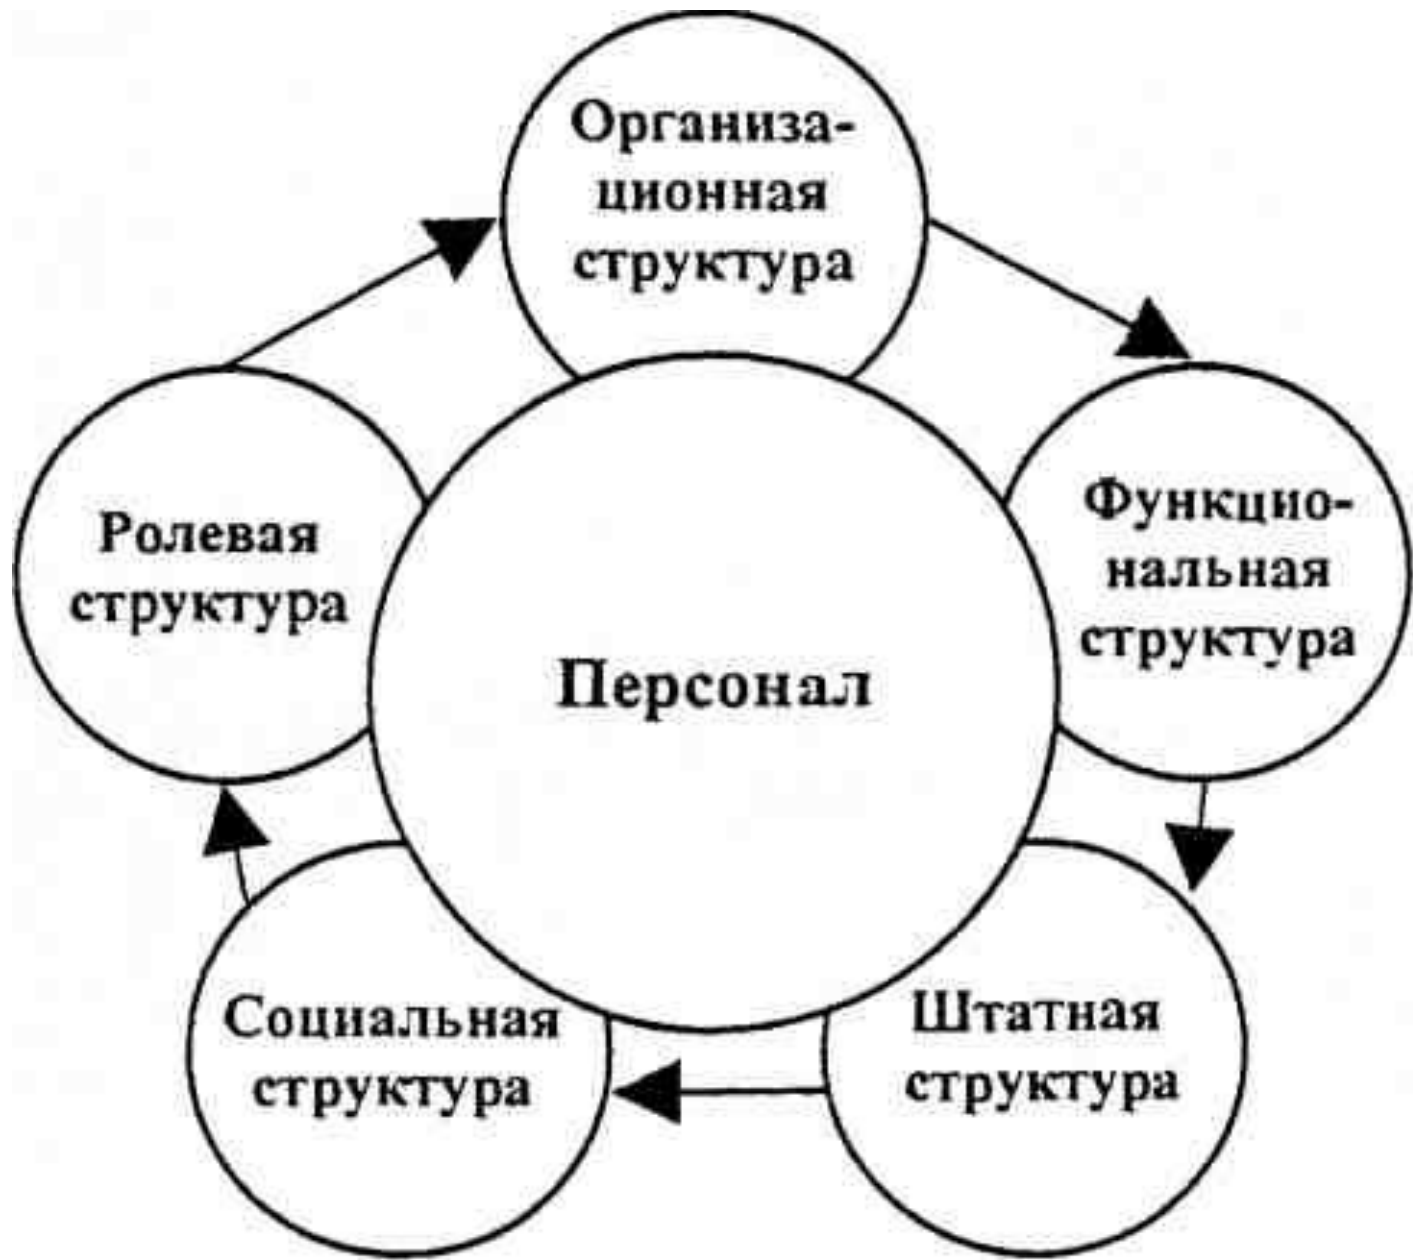 Организа-
ционная
структура
Ролевая
структура
Функцио-
нальная
структура
Персонал
Социальная
структура
Штатная
структура